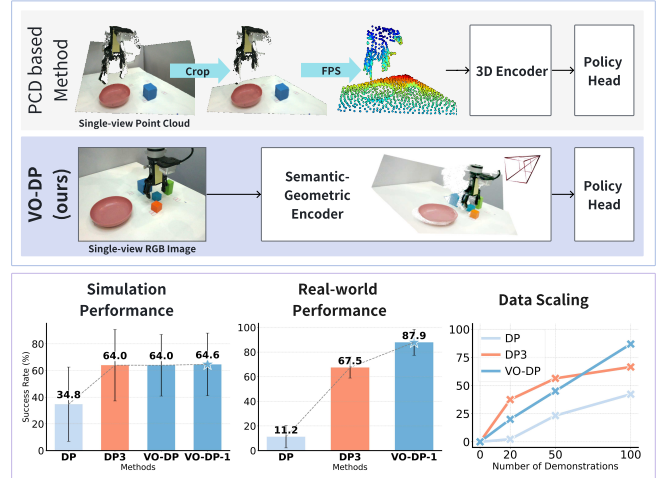 PCD based
Method
Crop
FPS
3D Encoder
Policy
Head
Single-view Point Cloud
VO-DP
(ours)
Semantic-
Geometric
Encoder
Policy
Head
Single-view RGB Image
Simulation
Performance
Success Rate (%)
0
20
40
60
80
34.8
64.0
64.0
64.6
DP
DP3
VO-DP
VO-DP-1
Methods
Real-world
Performance
0
20
40
60
80
100
11.2
67.5
87.9
DP
DP3
VO-DP-1
Methods
Data Scaling
100
75
50
25
0
DP
DP3
VO-DP
0
20
50
100
Number of Demonstrations